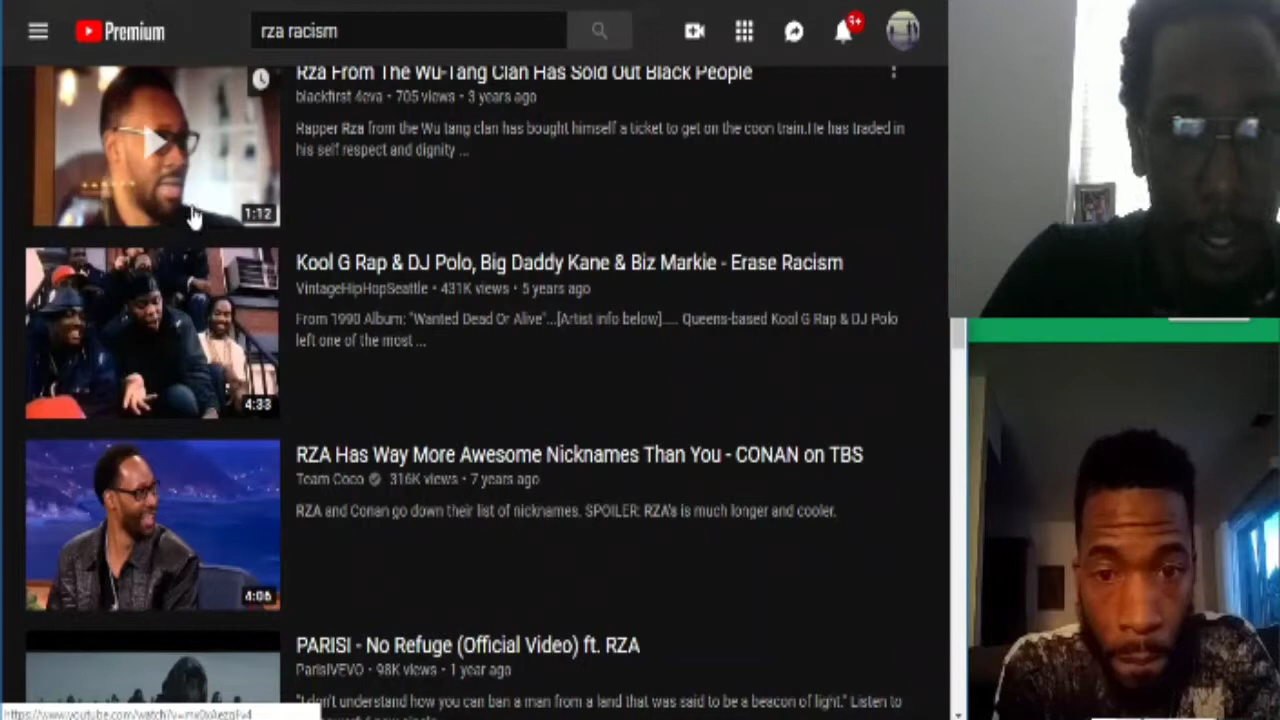 Premium
rza racism
9+
Rza From The Wu-Tang Clan Has Sold Out Black People
blackfirst 4eva • 705 views • 3 years ago
Rapper Rza from the Wu tang clan has bought himself a ticket to get on the coon train.He has traded in
his self respect and dignity ...
1:12
Kool G Rap & DJ Polo, Big Daddy Kane & Biz Markie - Erase Racism
VintageHipHopSeattle • 431K views • 5 years ago
From 1990 Album; "Wanted Dead Or Alive"...[Artist info below]..... Queens-based Kool G Rap & DJ Polo
left one of the most ...
4:33
RZA Has Way More Awesome Nicknames Than You - CONAN on TBS
Team Coco 316K views • 7 years ago
RZA and Conan go down their list of nicknames. SPOILER: RZA's is much longer and cooler.
4:06
PARISI - No Refuge (Official Video) ft. RZA
ParisiVEVO • 98K views • 1 year ago
"I don't understand how you can ban a man from a land that was said to be a beacon of light." Listen to